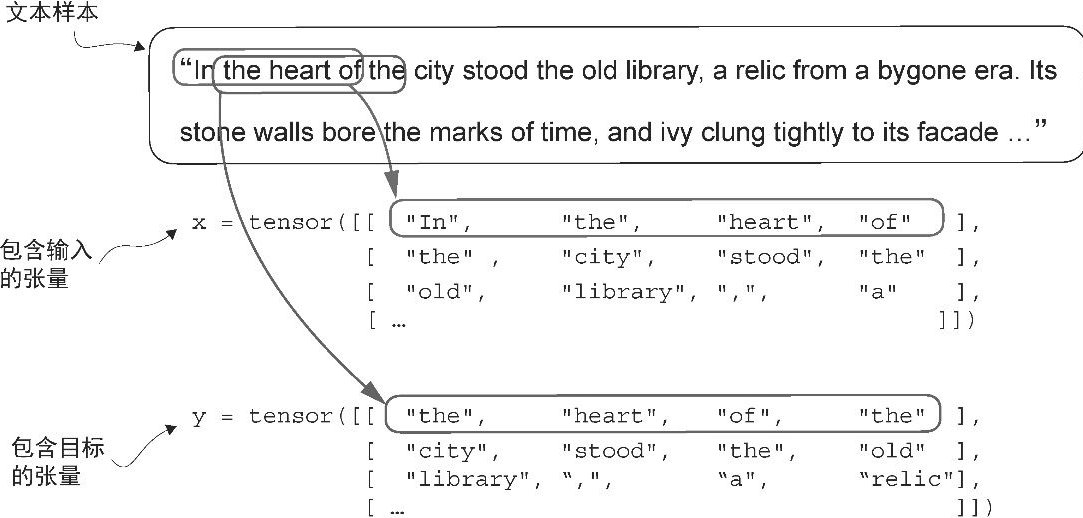 文本样本
“In the heart of the city stood the old library, a relic from a bygone era. Its
stone walls bore the marks of time, and ivy clung tightly to its facade …”
x = tensor([[ "In", "the", "heart", "of" ],
[ "the" , "city", "stood", "the" ],
包含输入
的张量
[ "old", "library", ",", "a" ],
[ … ]])
y = tensor([[ "the", "heart", "of", "the" ],
包含目标
的张量
[ "city", "stood", "the", "old" ],
[ "library", “,", “a", “relic"],
[ … ]])